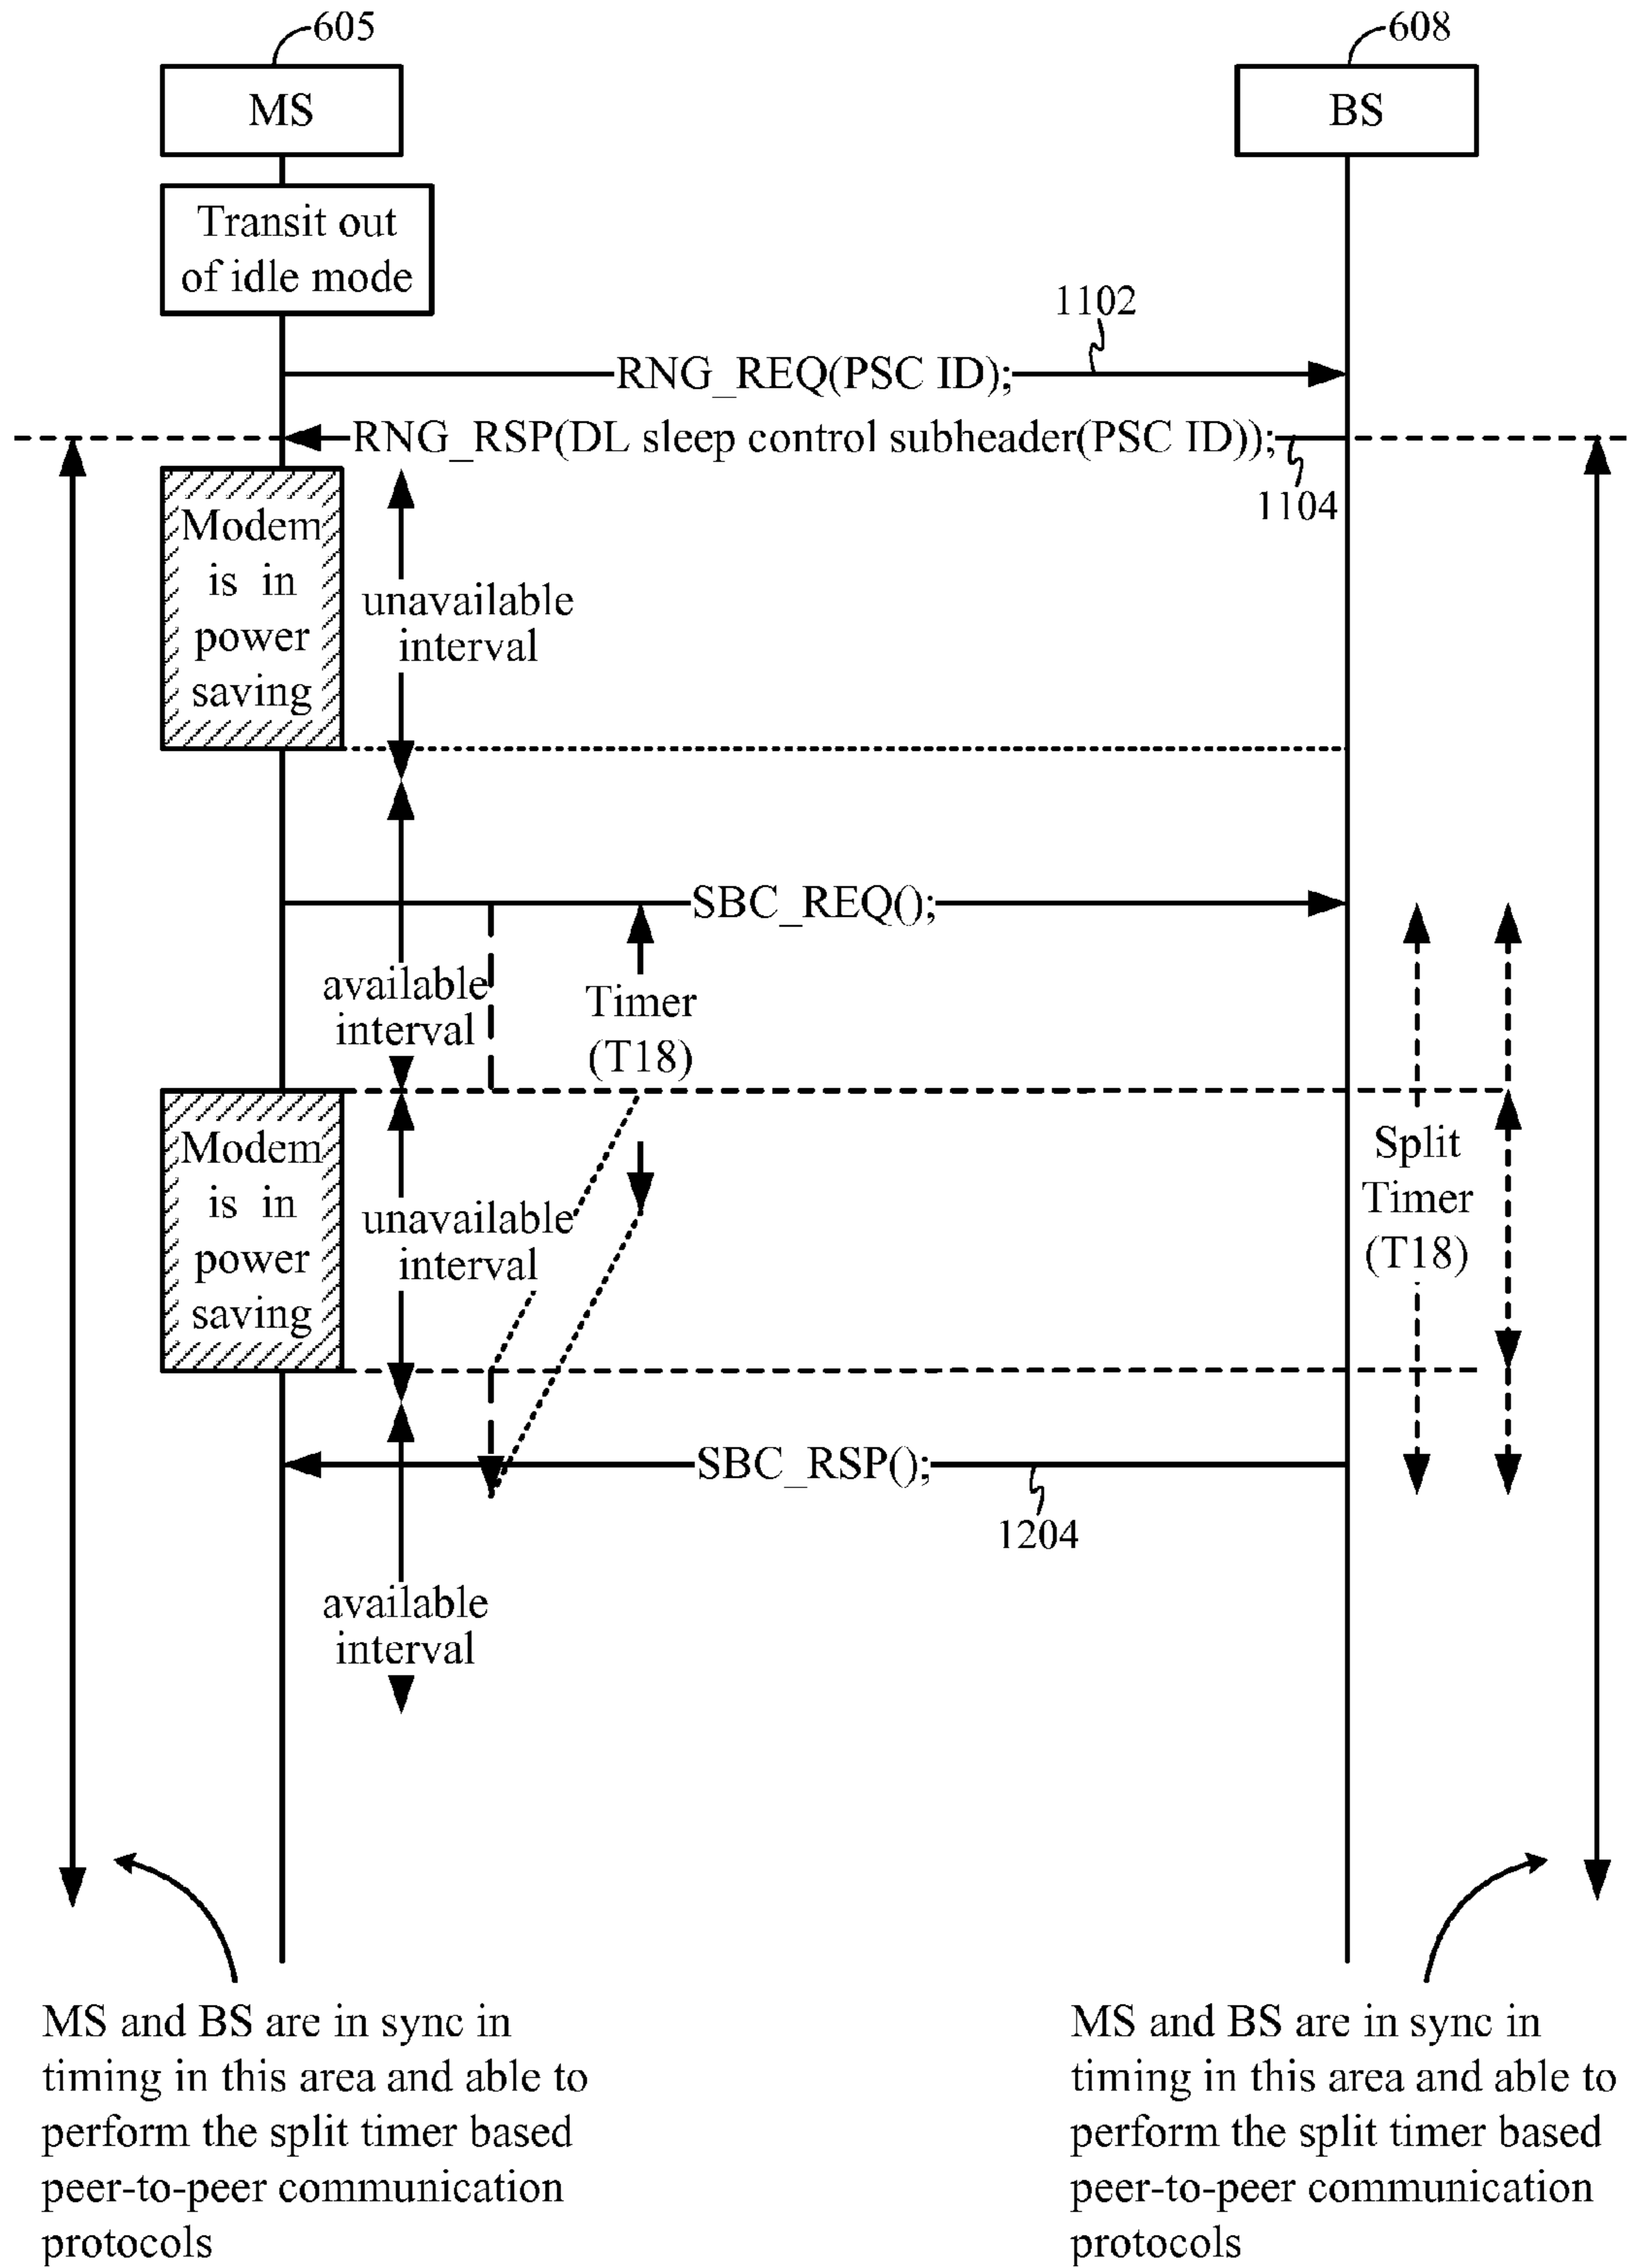 605
608
MS
BS
Transit out
of idle mode
1102
RNG_REQ(PSC ID);
RNG_RSP(DL sleep control subheader(PSC ID));
1104
Modem
is in
power
saving
unavailable
interval
SBC_REQ();
available
interval
Timer
(T18)
Modem
is in
power
saving
unavailable
interval
Split
Timer
(T18)
SBC_RSP();
1204
available
interval
MS and BS are in sync in
timing in this area and able to
perform the split timer based
peer-to-peer communication
protocols
MS and BS are in sync in
timing in this area and able to
perform the split timer based
peer-to-peer communication
protocols